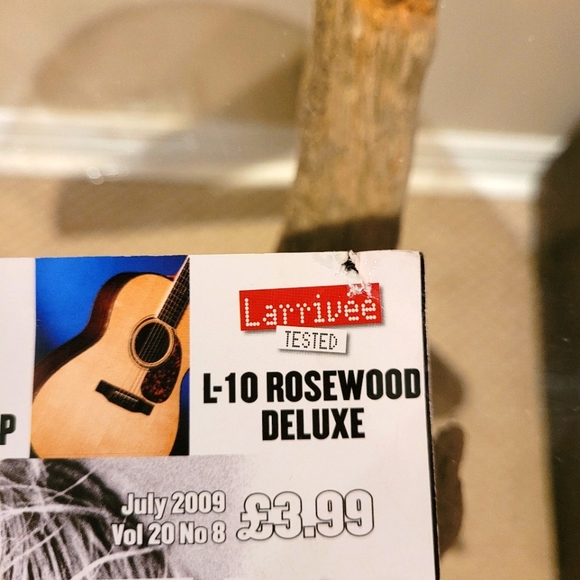 Larrivée
TESTED
L-10 ROSEWOOD
DELUXE
P
July 2009
Vol 20 No 8
£3.99